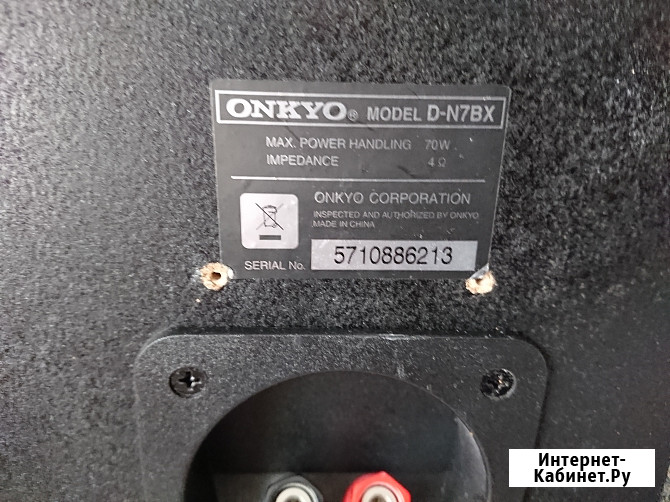 ONKYO® MODEL D-N7BX
MAX. POWER HANDLING 70W
IMPEDANCE 4Ω
ONKYO CORPORATION
INSPECTED AND AUTHORIZED BY ONKYO
MADE IN CHINA
SERIAL No. 5710886213
Интернет-
Кабинет.Ру